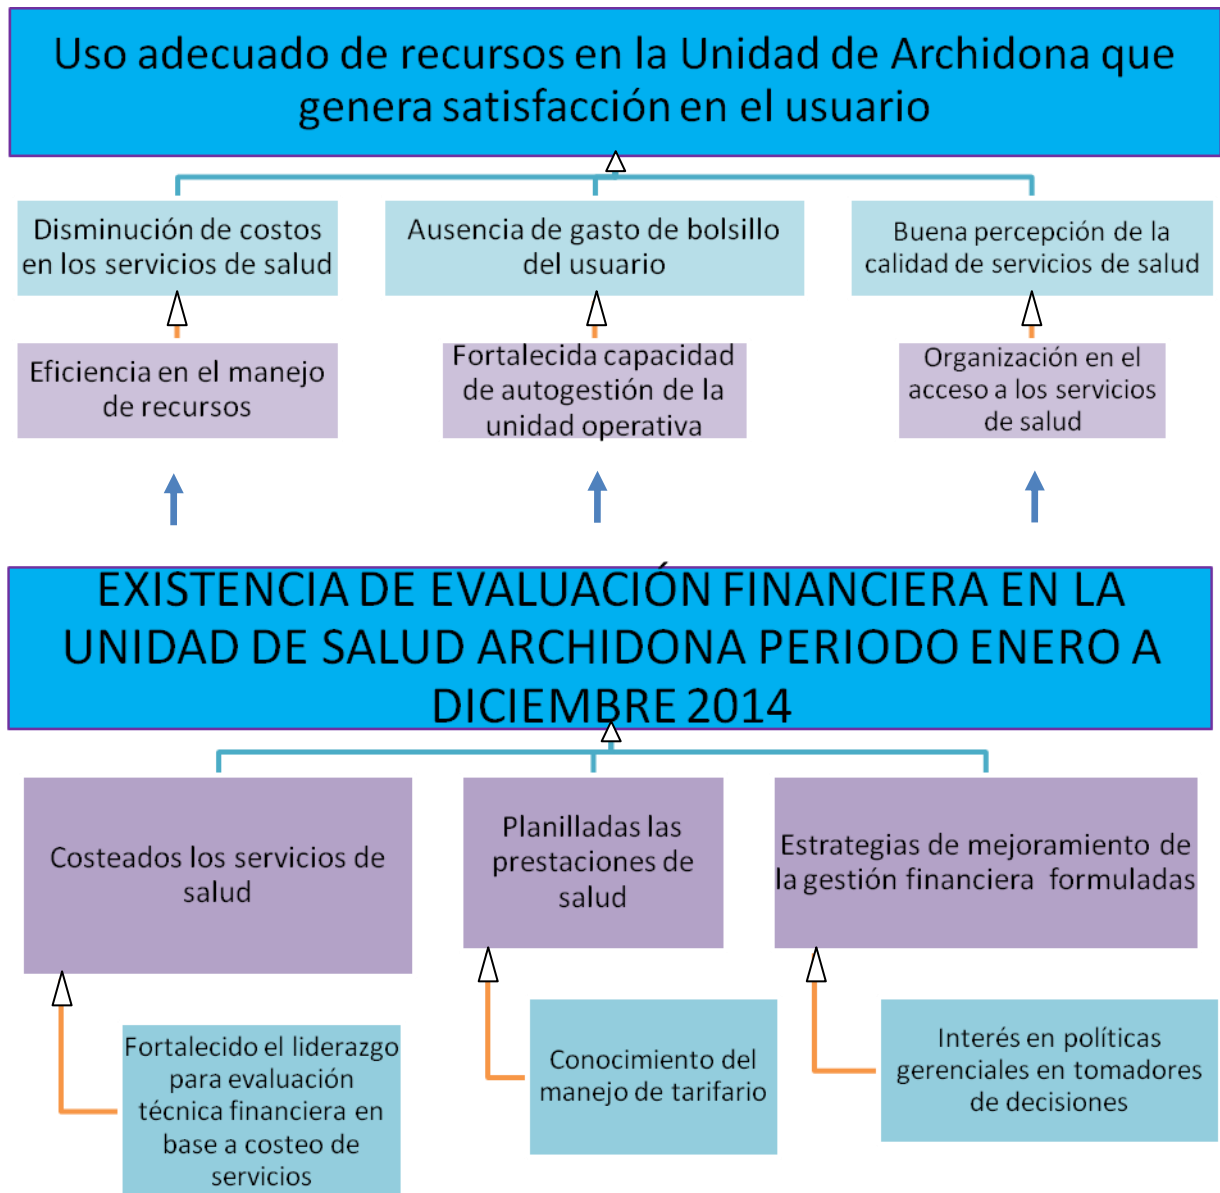 Uso adecuado de recursos en la Unidad de Archidona que
genera satisfacción en el usuario
Disminución de costos
en los servicios de salud
Ausencia de gasto de bolsillo
del usuario
Buena percepción de la
calidad de servicios de salud
Eficiencia en el manejo
de recursos
Fortalecida capacidad
de autogestión de la
unidad operativa
Organización en el
acceso a los servicios
de salud
EXISTENCIA DE EVALUACIÓN FINANCIERA EN LA
UNIDAD DE SALUD ARCHIDONA PERIODO ENERO A
DICIEMBRE 2014
Costeados los servicios de
salud
Planilladas las
prestaciones de
salud
Estrategias de mejoramiento de
la gestión financiera formuladas
Fortalecido el liderazgo
para evaluación
técnica financiera en
base a costeo de
servicios
Conocimiento del
manejo de tarifario
Interés en políticas
gerenciales en tomadores
de decisiones